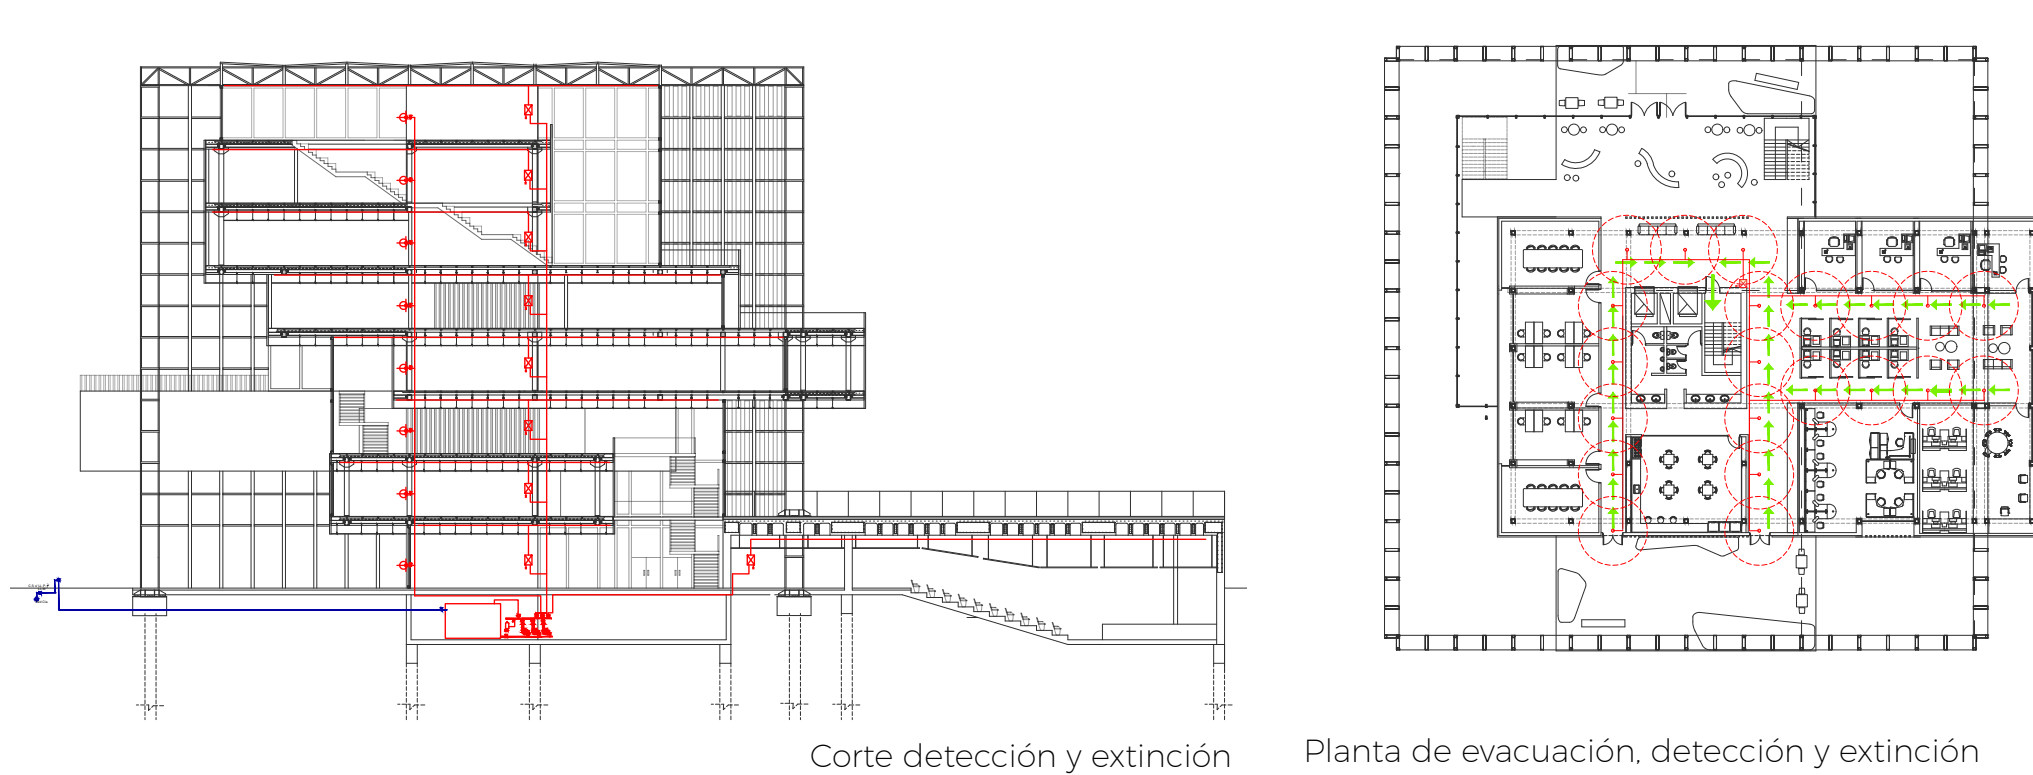 Corte detección y extinción
Planta de evacuación, detección y extinción